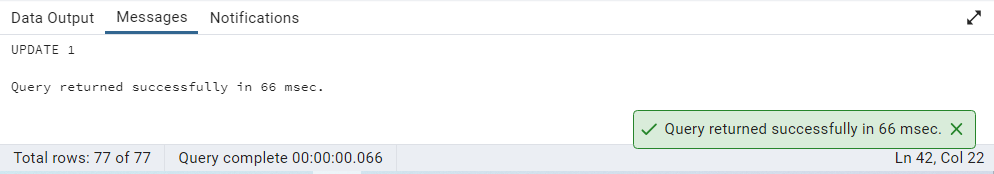 Data Output Messages Notifications
UPDATE 1
Query returned successfully in 66 msec.
Query returned successfully in 66 msec.
Total rows: 77 of 77 Query complete 00:00:00.066 Ln 42, Col 22